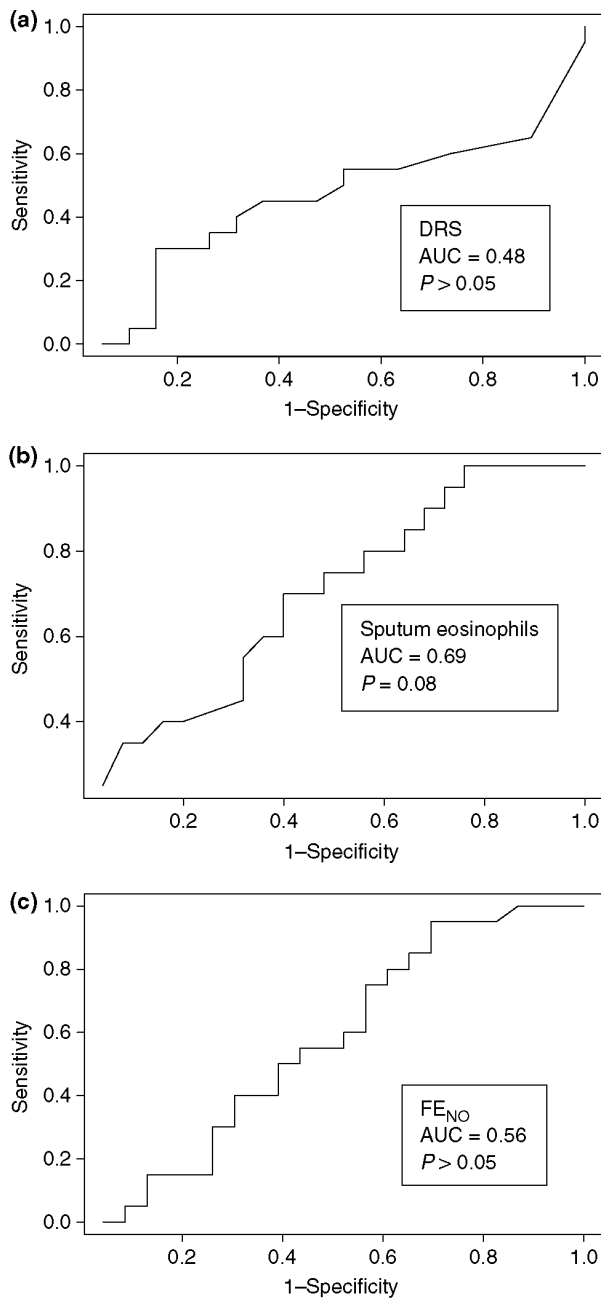 (a)
1.0
0.8
0.6
0.4
0.2
0.0
Sensitivity
DRS
AUC = 0.48
P > 0.05
0.2 0.4 0.6 0.8 1.0
1–Specificity
(b)
1.0
0.8
0.6
0.4
Sensitivity
Sputum eosinophils
AUC = 0.69
P = 0.08
0.2 0.4 0.6 0.8 1.0
1–Specificity
(c)
1.0
0.8
0.6
0.4
0.2
0.0
Sensitivity
FENO
AUC = 0.56
P > 0.05
0.2 0.4 0.6 0.8 1.0
1–Specificity